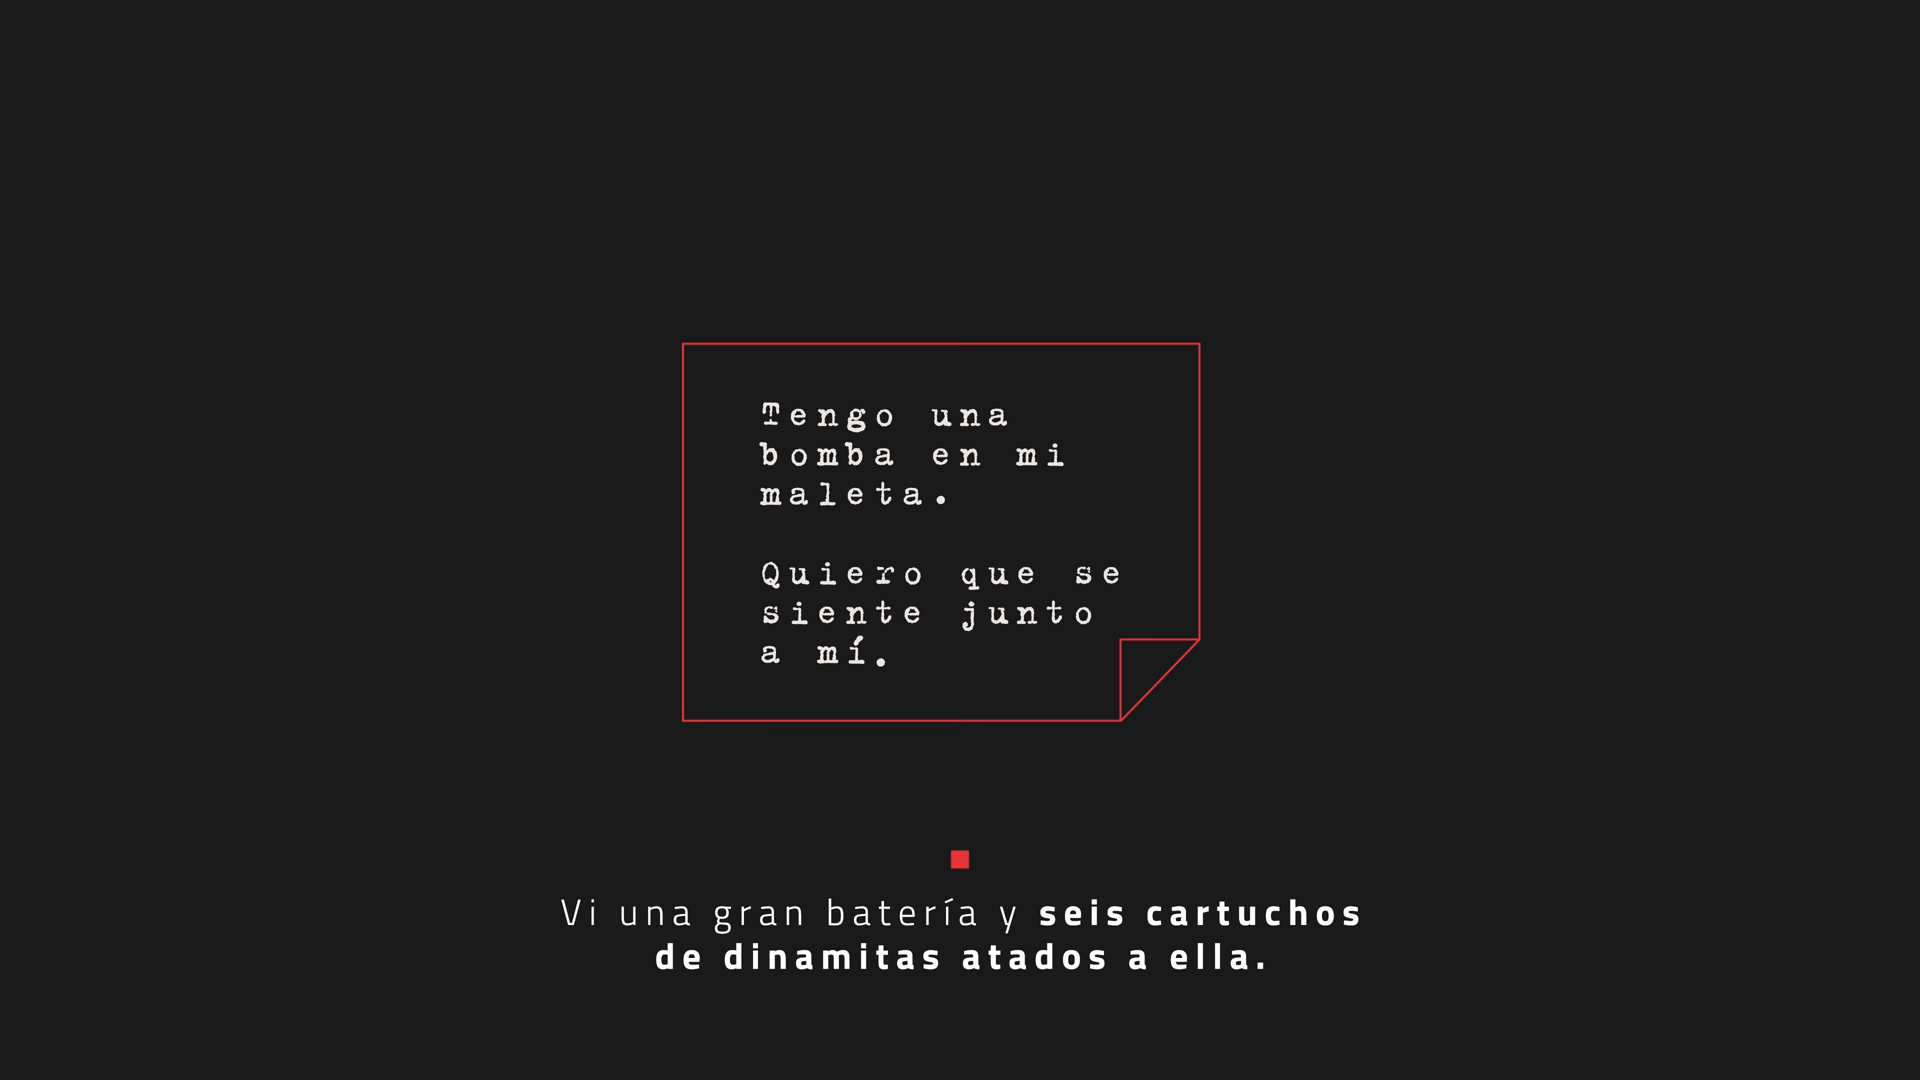 Tengo una
bomba en mi
maleta.
Quiero que se
siente junto
a mí.
Vi una gran batería y seis cartuchos
de dinamitas atados a ella.